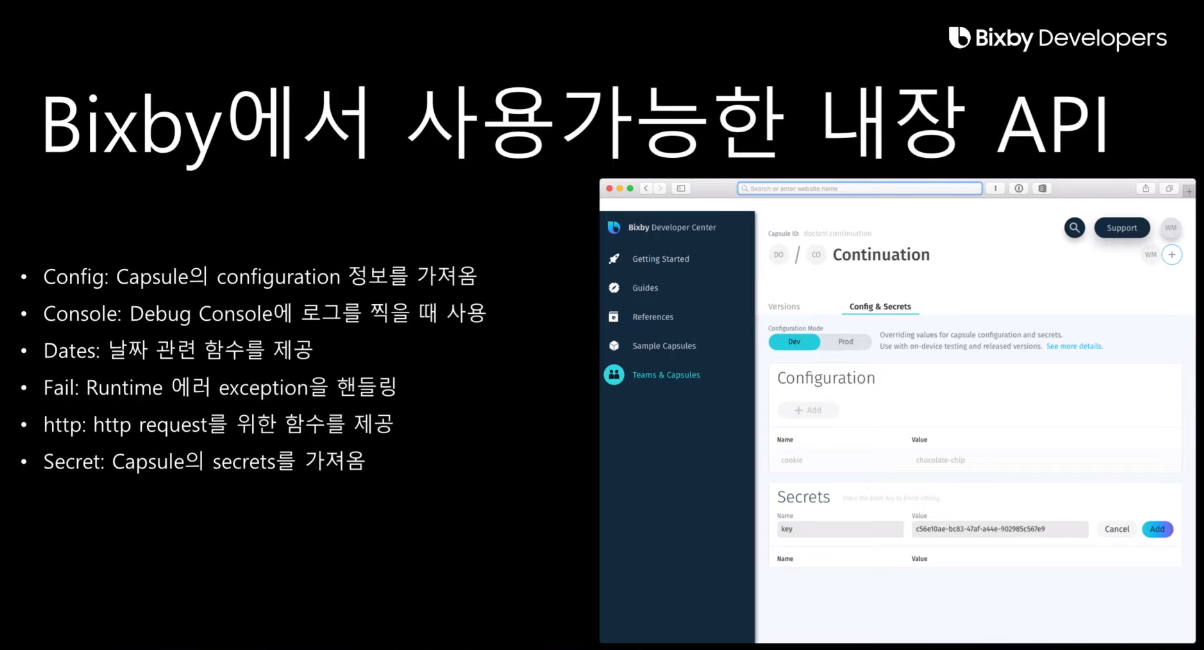 Bixby Developers
Bixby에서 사용가능한 내장 API
• Config: Capsule의 configuration 정보를 가져옴
• Console: Debug Console에 로그를 찍을 때 사용
• Dates: 날짜 관련 함수를 제공
• Fail: Runtime 에러 exception을 핸들링
• http: http request를 위한 함수를 제공
• Secret: Capsule의 secrets를 가져옴
Search or enter website name
Bixby Developer Center
Getting Started
Guides
References
Sample Capsules
Teams & Capsules
Capsule ID: doctest.continuation
Support
WM
DO / CO Continuation
WM +
Versions
Config & Secrets
Configuration Mode
Dev
Prod
Overriding values for capsule configuration and secrets.
Use with on-device testing and released versions. See more details.
Configuration
+ Add
Name Value
cookie chocolate-chip
Secrets Press the Enter key to finish editing
Name Value
key c56e10ae-bc83-47af-a44e-902985c567e9 Cancel Add
Name Value